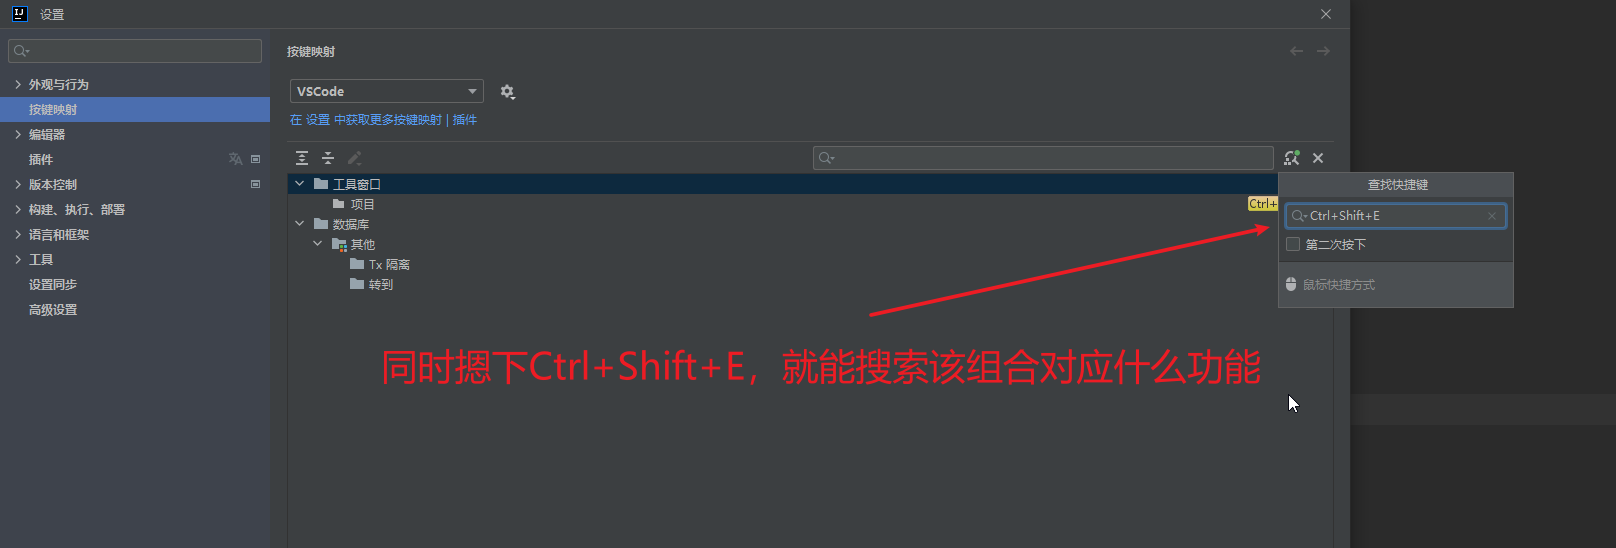 IJ 设置
按键映射
外观与行为
VSCode
按键映射
在 设置 中获取更多按键映射 | 插件
编辑器
插件
版本控制
工具窗口
查找快捷键
构建、执行、部署
项目
Ctrl+
Ctrl+Shift+E
数据库
语言和框架
其他
第二次按下
工具
Tx 隔离
设置同步
转到
鼠标快捷方式
高级设置
同时摁下Ctrl+Shift+E，就能搜索该组合对应什么功能